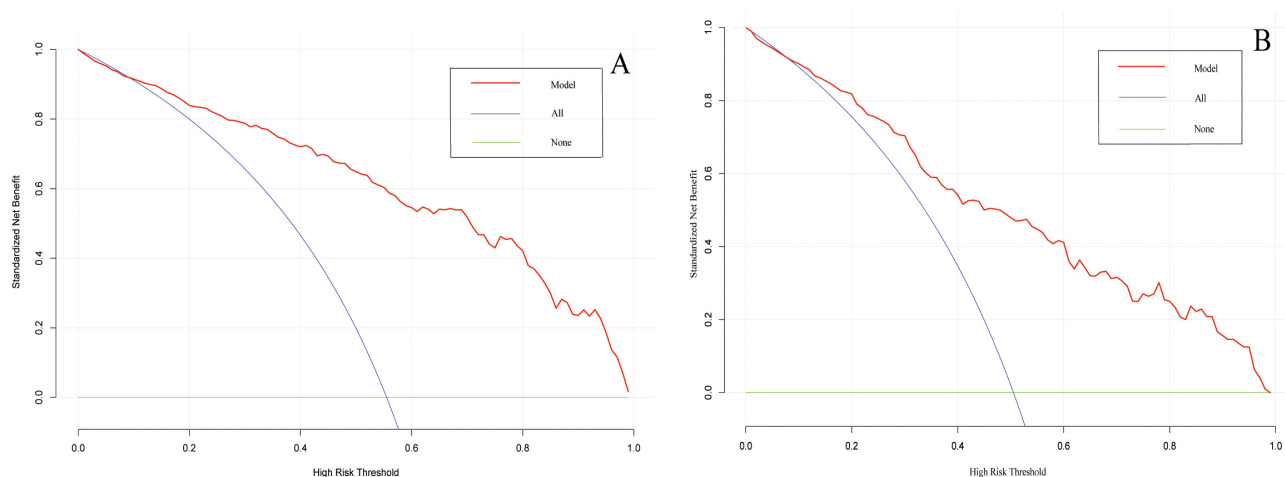 A
Model
All
None
1.0
0.8
0.6
0.4
0.2
0.0
Standardized Net Benefit
0.0 0.2 0.4 0.6 0.8 1.0
High Risk Threshold
B
Model
All
None
1.0
0.8
0.6
0.4
0.2
0.0
Standardized Net Benefit
0.0 0.2 0.4 0.6 0.8 1.0
High Risk Threshold